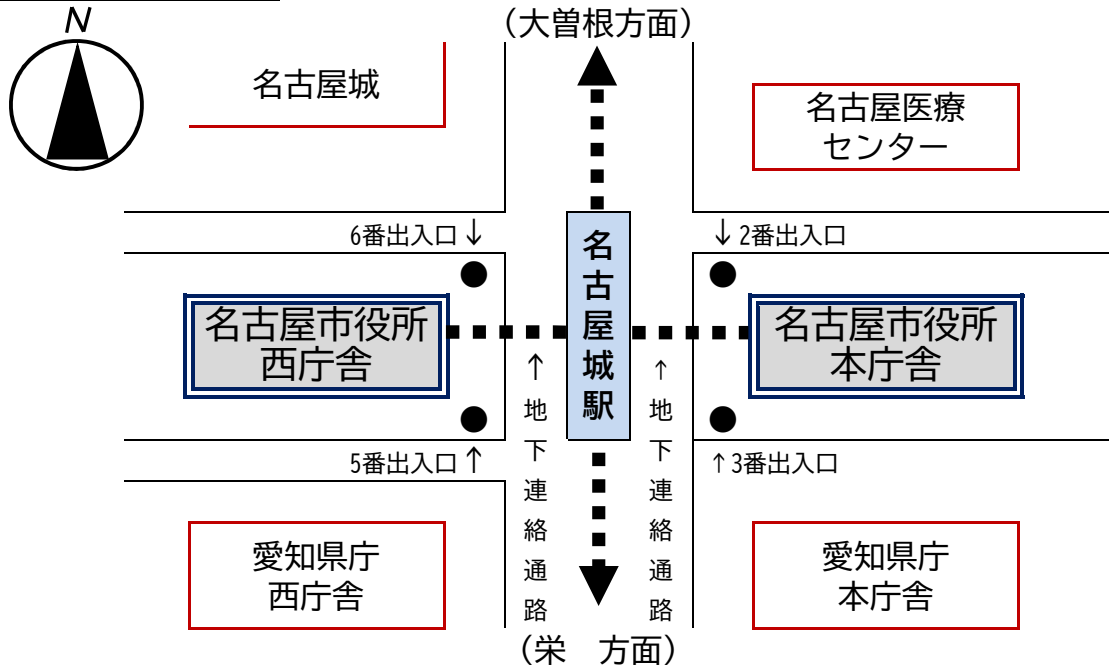 N
(大曽根方面)
名古屋城
名古屋医療
センター
6番出入口 ↓
↓ 2番出入口
名古屋城駅
名古屋市役所
西庁舎
名古屋市役所
本庁舎
↑地下連絡通路
↑地下連絡通路
5番出入口 ↑
↑3番出入口
愛知県庁
西庁舎
愛知県庁
本庁舎
(栄　方面)